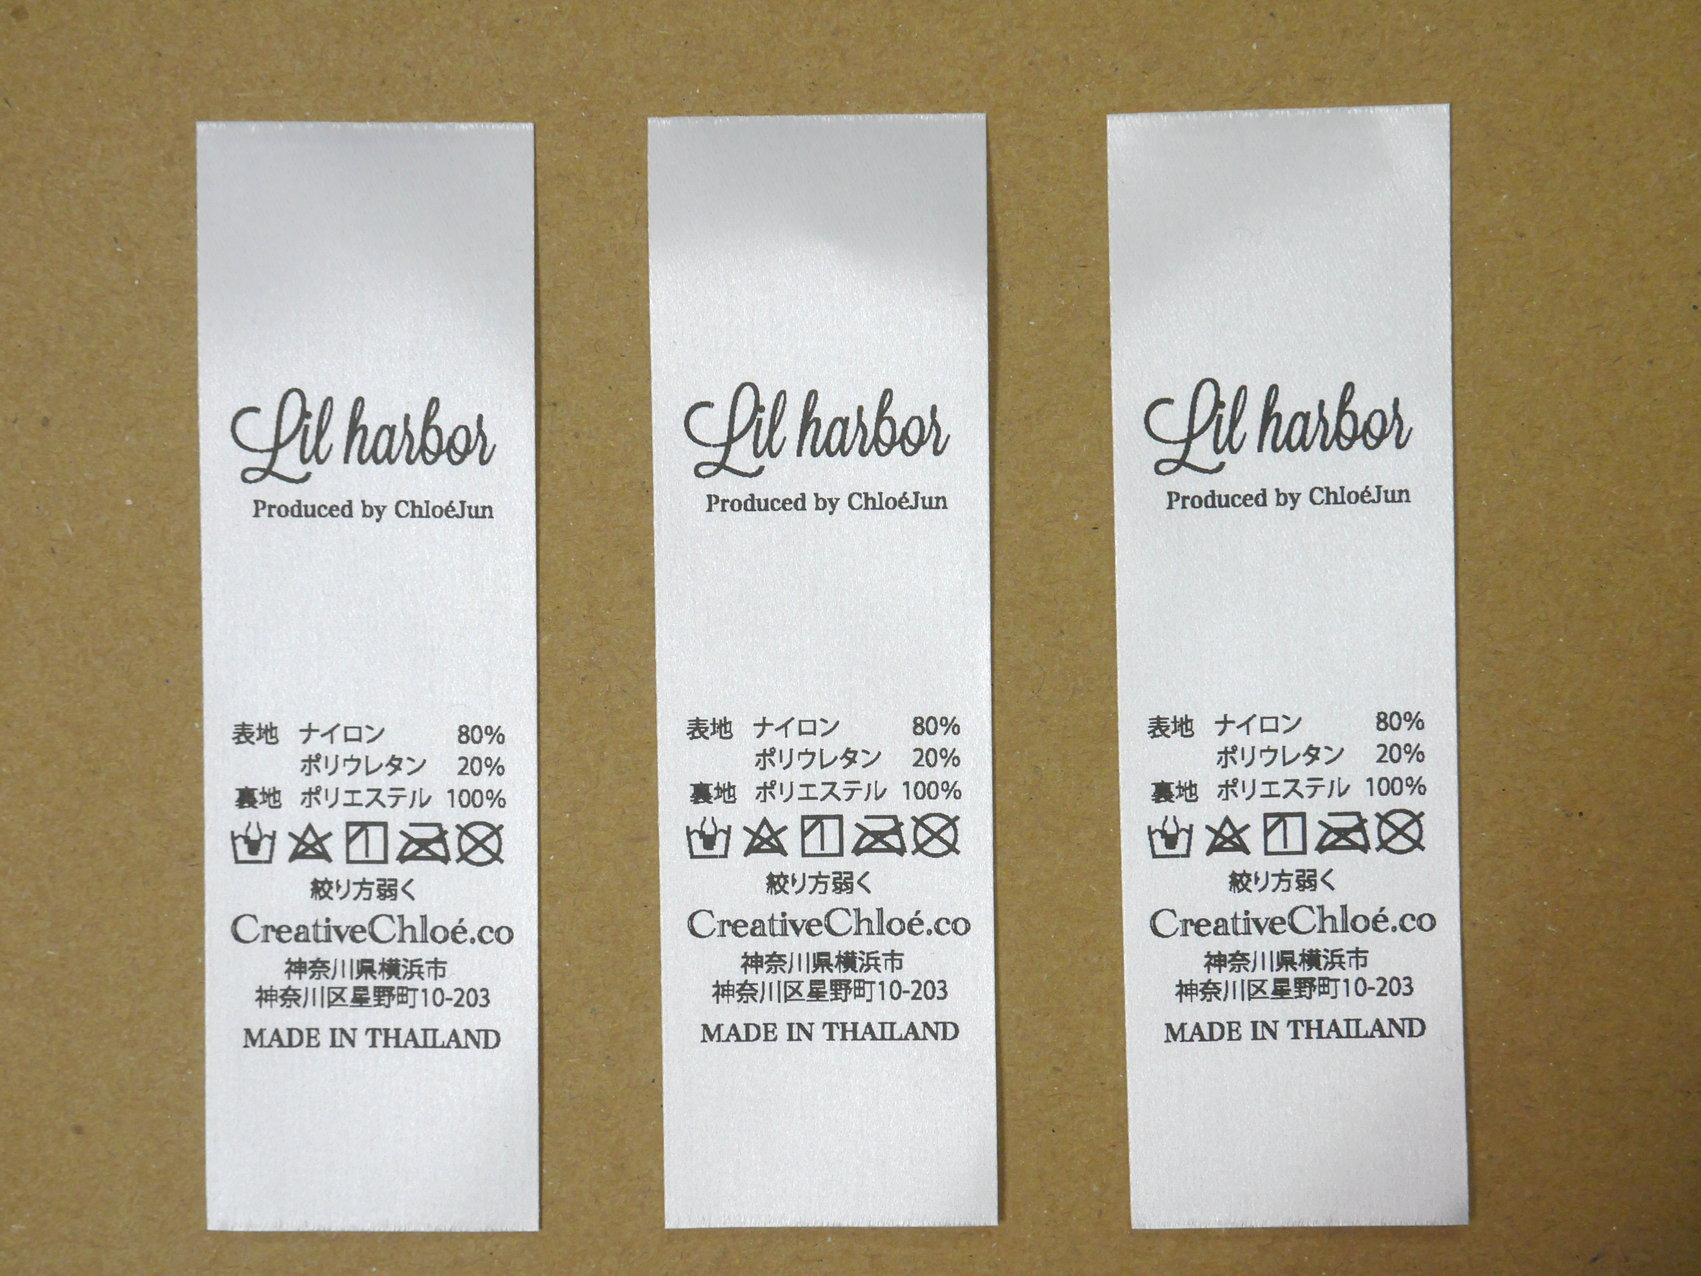 Lil harbor
Produced by ChloéJun
表地 ナイロン 80%
ポリウレタン 20%
裏地 ポリエステル 100%
絞り方弱く
CreativeChloé.co
神奈川県横浜市
神奈川区星野町10-203
MADE IN THAILAND
Lil harbor
Produced by ChloéJun
表地 ナイロン 80%
ポリウレタン 20%
裏地 ポリエステル 100%
絞り方弱く
CreativeChloé.co
神奈川県横浜市
神奈川区星野町10-203
MADE IN THAILAND
Lil harbor
Produced by ChloéJun
表地 ナイロン 80%
ポリウレタン 20%
裏地 ポリエステル 100%
絞り方弱く
CreativeChloé.co
神奈川県横浜市
神奈川区星野町10-203
MADE IN THAILAND